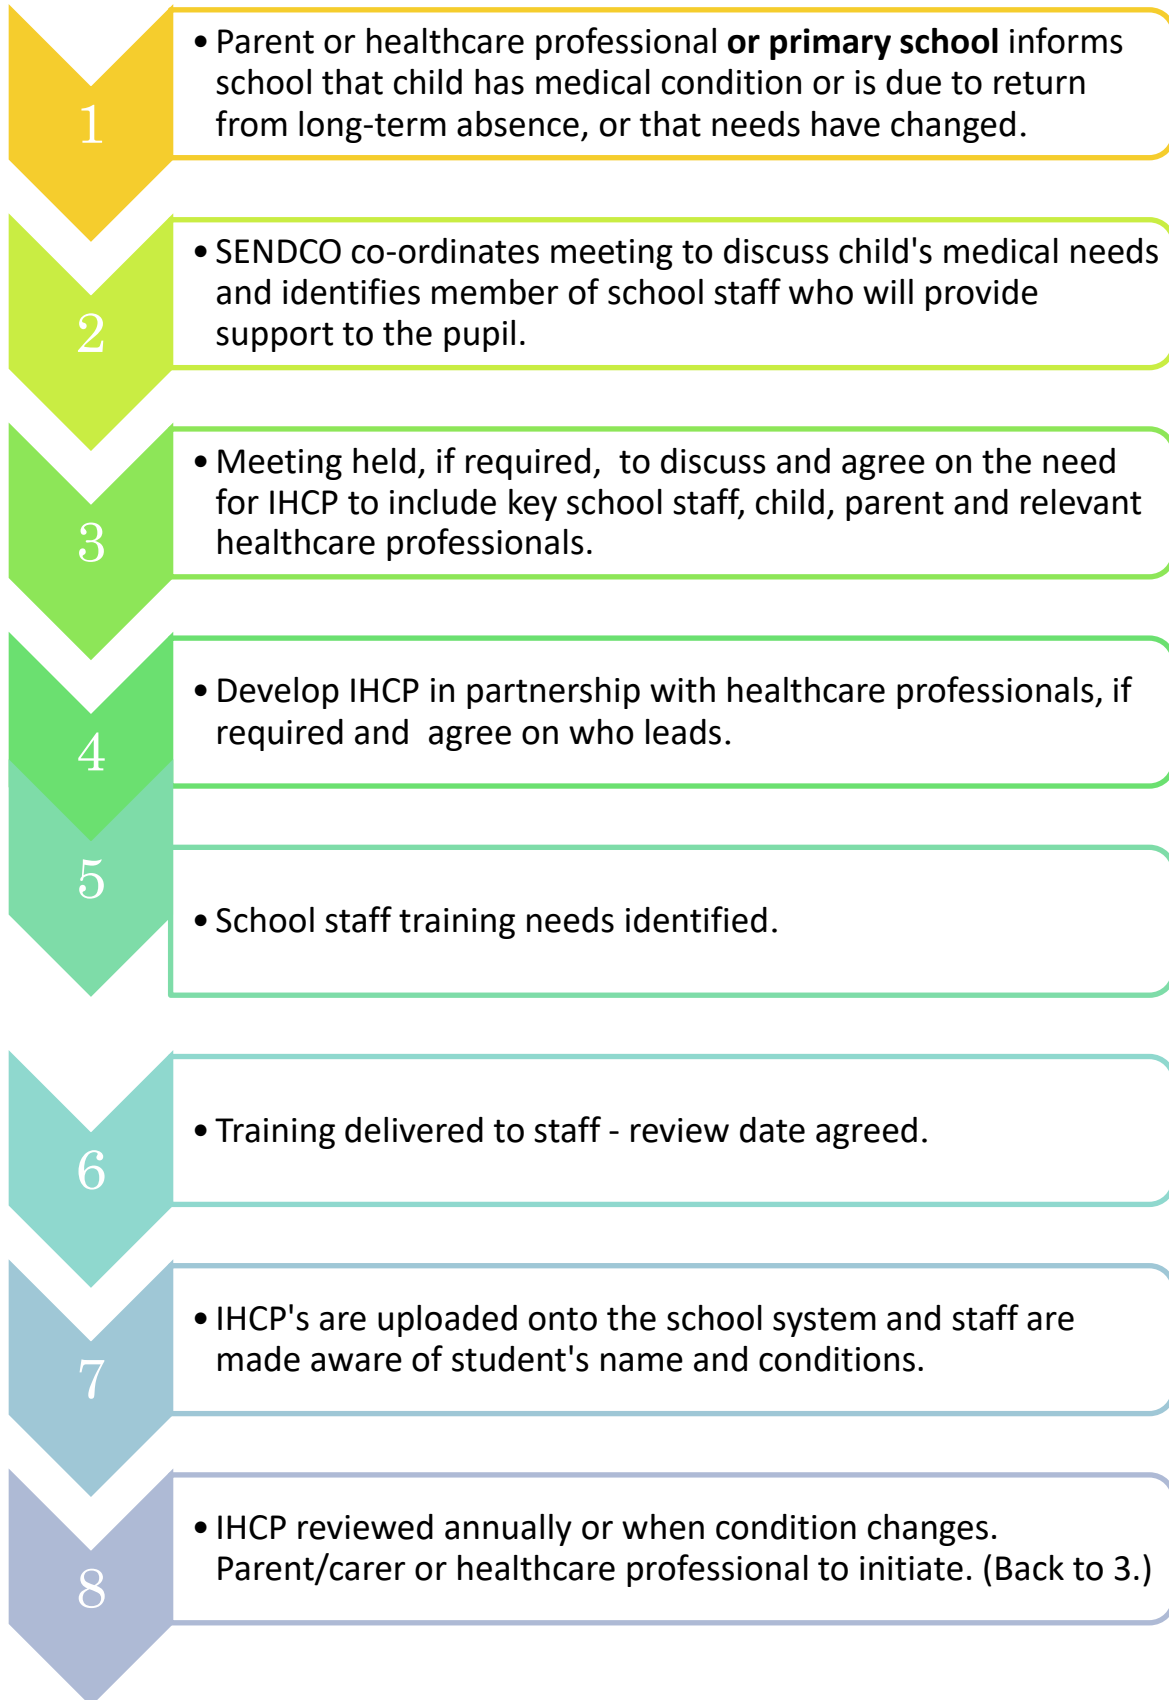 1
• Parent or healthcare professional or primary school informs
school that child has medical condition or is due to return
from long-term absence, or that needs have changed.
2
• SENDCO co-ordinates meeting to discuss child's medical needs
and identifies member of school staff who will provide
support to the pupil.
3
• Meeting held, if required,  to discuss and agree on the need
for IHCP to include key school staff, child, parent and relevant
healthcare professionals.
4
• Develop IHCP in partnership with healthcare professionals, if
required and  agree on who leads.
5
• School staff training needs identified.
6
• Training delivered to staff - review date agreed.
7
• IHCP's are uploaded onto the school system and staff are
made aware of student's name and conditions.
8
• IHCP reviewed annually or when condition changes.
Parent/carer or healthcare professional to initiate. (Back to 3.)